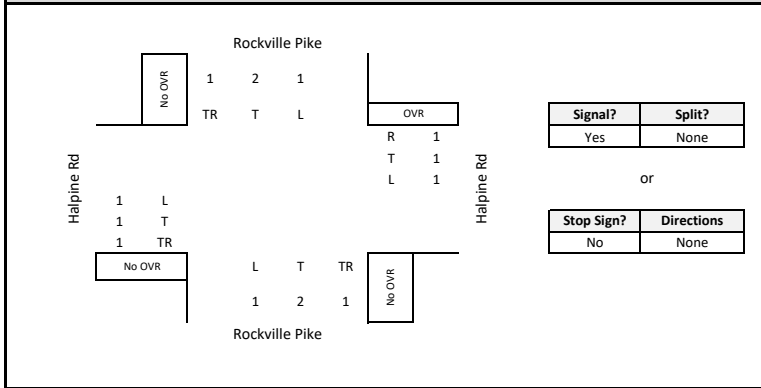 Rockville Pike
No OVR
1 2 1
TR T L
OVR
R 1
T 1
L 1
Halpine Rd
Halpine Rd
1 L
1 T
1 TR
No OVR
L T TR
1 2 1
No OVR
Rockville Pike
Signal? Split?
Yes None
or
Stop Sign? Directions
No None